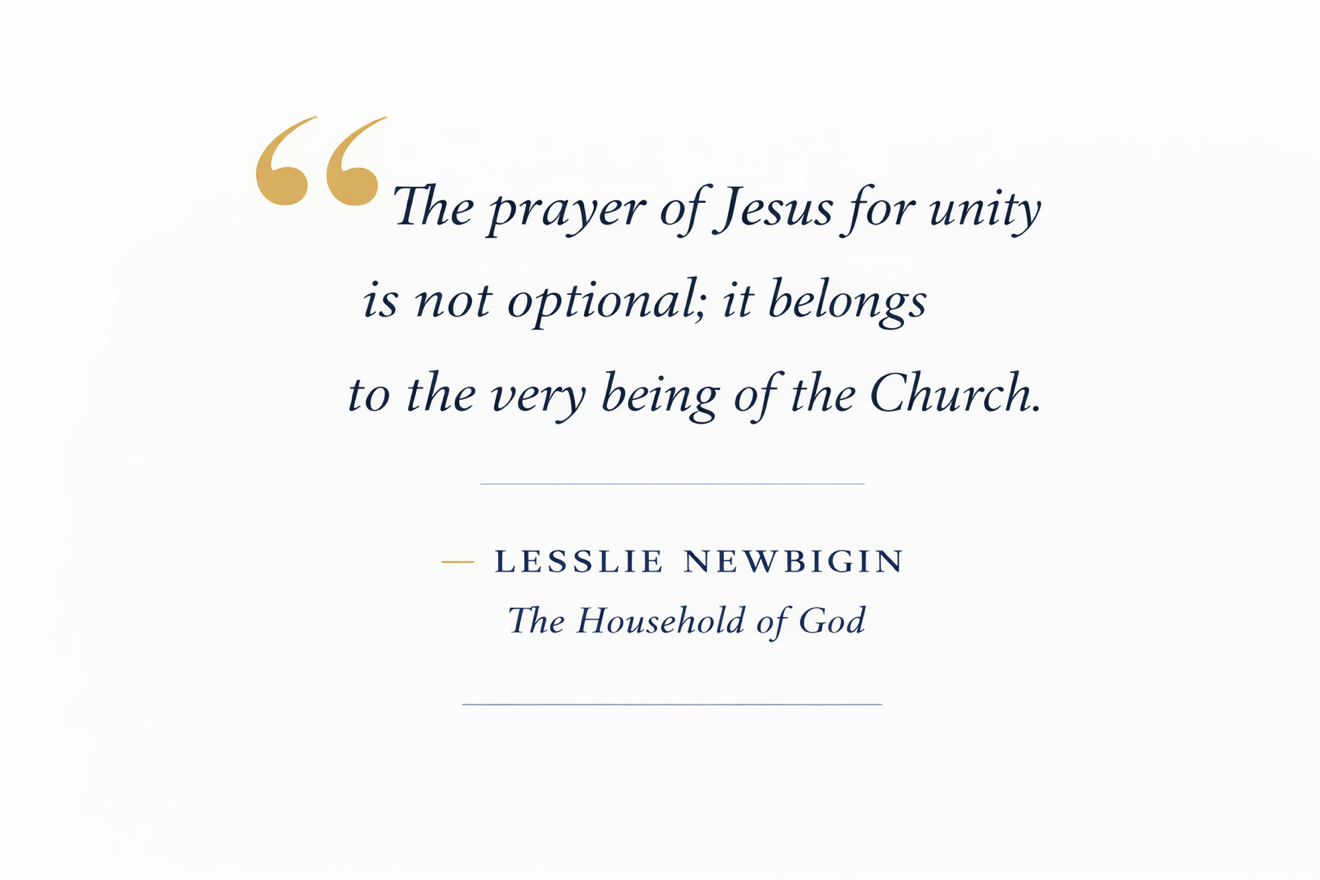 “The prayer of Jesus for unity
is not optional; it belongs
to the very being of the Church.
— LESSLIE NEWBIGIN
The Household of God